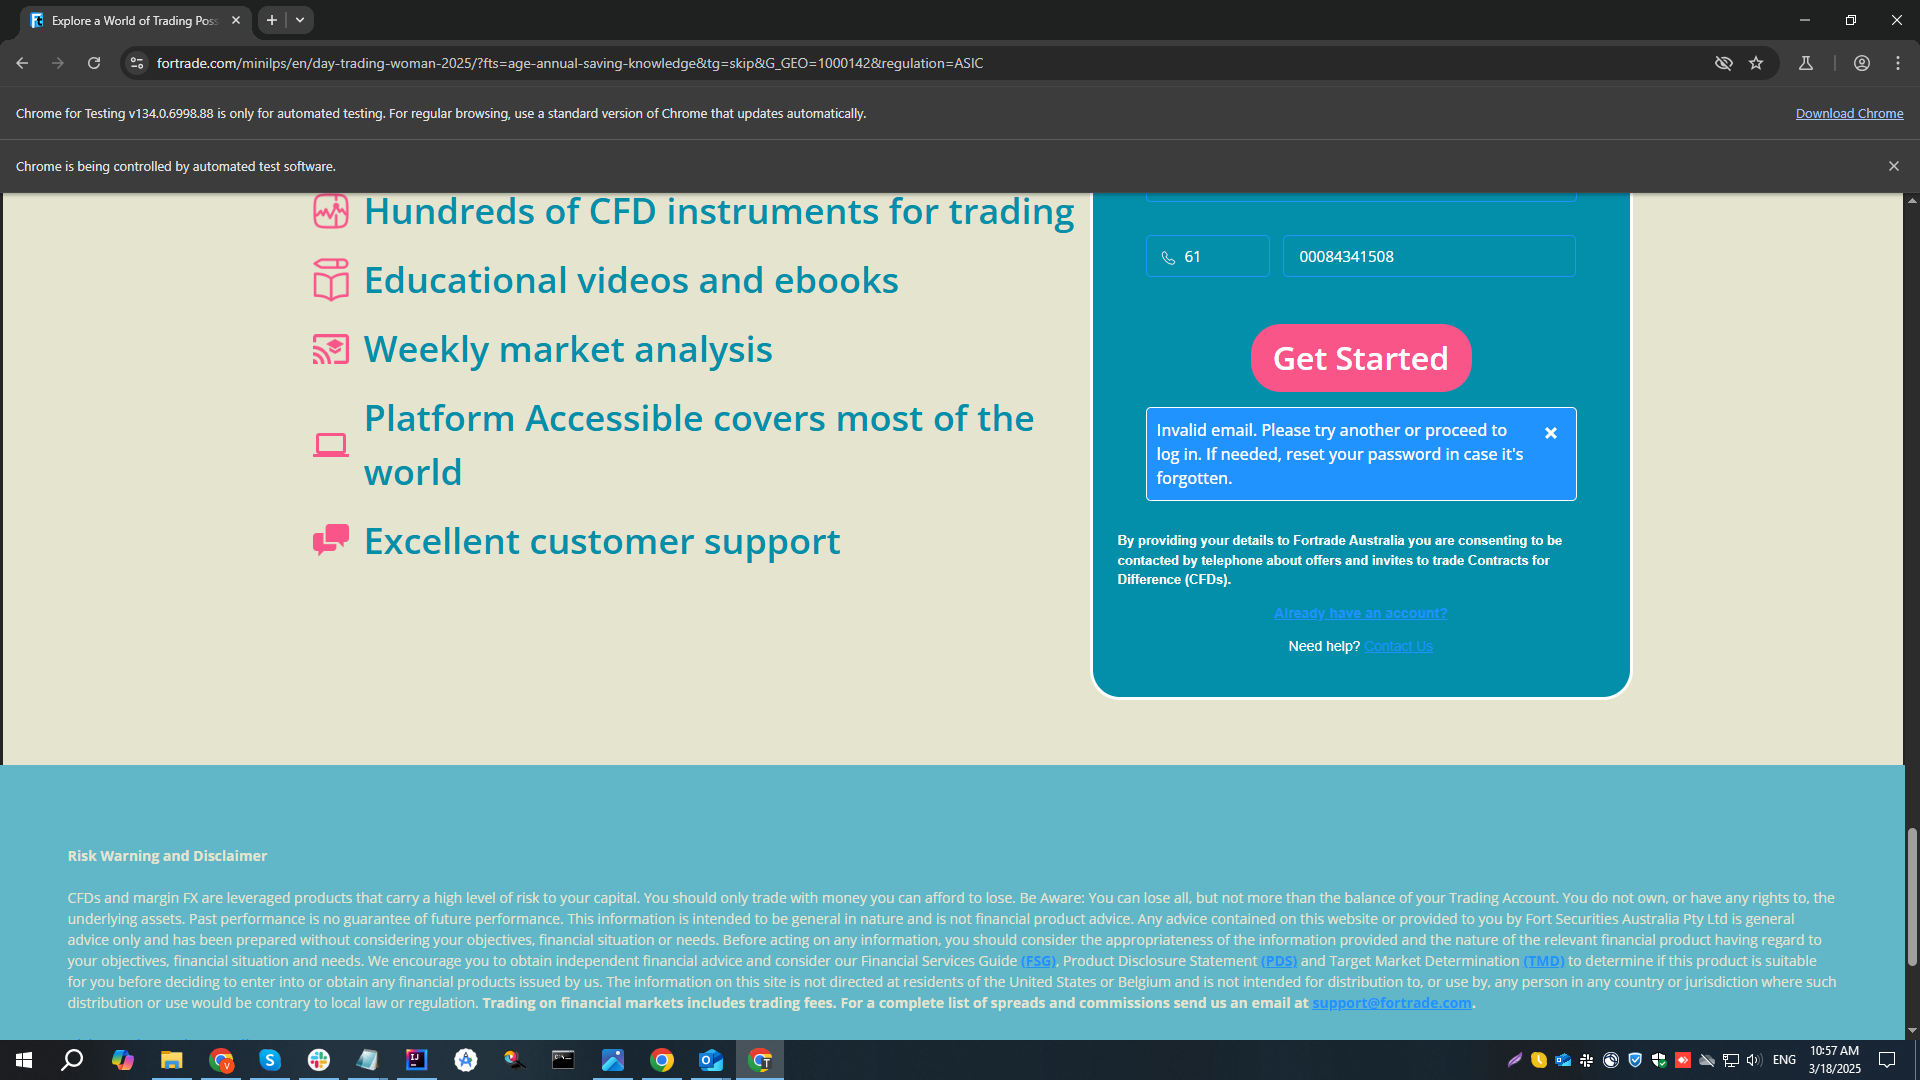 Explore a World of Trading Poss
fortrade.com/minilps/en/day-trading-woman-2025/?fts=age-annual-saving-knowledge&tg=skip&G_GEO=1000142&regulation=ASIC
Chrome for Testing v134.0.6998.88 is only for automated testing. For regular browsing, use a standard version of Chrome that updates automatically.
Download Chrome
Chrome is being controlled by automated test software.
Hundreds of CFD instruments for trading
Educational videos and ebooks
Weekly market analysis
Platform Accessible covers most of the
world
Excellent customer support
61
00084341508
Get Started
Invalid email. Please try another or proceed to
log in. If needed, reset your password in case it's
forgotten.
By providing your details to Fortrade Australia you are consenting to be
contacted by telephone about offers and invites to trade Contracts for
Difference (CFDs).
Already have an account?
Need help? Contact Us
Risk Warning and Disclaimer
CFDs and margin FX are leveraged products that carry a high level of risk to your capital. You should only trade with money you can afford to lose. Be Aware: You can lose all, but not more than the balance of your Trading Account. You do not own, or have any rights to, the
underlying assets. Past performance is no guarantee of future performance. This information is intended to be general in nature and is not financial product advice. Any advice contained on this website or provided to you by Fort Securities Australia Pty Ltd is general
advice only and has been prepared without considering your objectives, financial situation or needs. Before acting on any information, you should consider the appropriateness of the information provided and the nature of the relevant financial product having regard to
your objectives, financial situation and needs. We encourage you to obtain independent financial advice and consider our Financial Services Guide (FSG), Product Disclosure Statement (PDS) and Target Market Determination (TMD) to determine if this product is suitable
for you before deciding to enter into or obtain any financial products issued by us. The information on this site is not directed at residents of the United States or Belgium and is not intended for distribution to, or use by, any person in any country or jurisdiction where such
distribution or use would be contrary to local law or regulation. Trading on financial markets includes trading fees. For a complete list of spreads and commissions send us an email at support@fortrade.com.
ENG
10:57 AM
3/18/2025